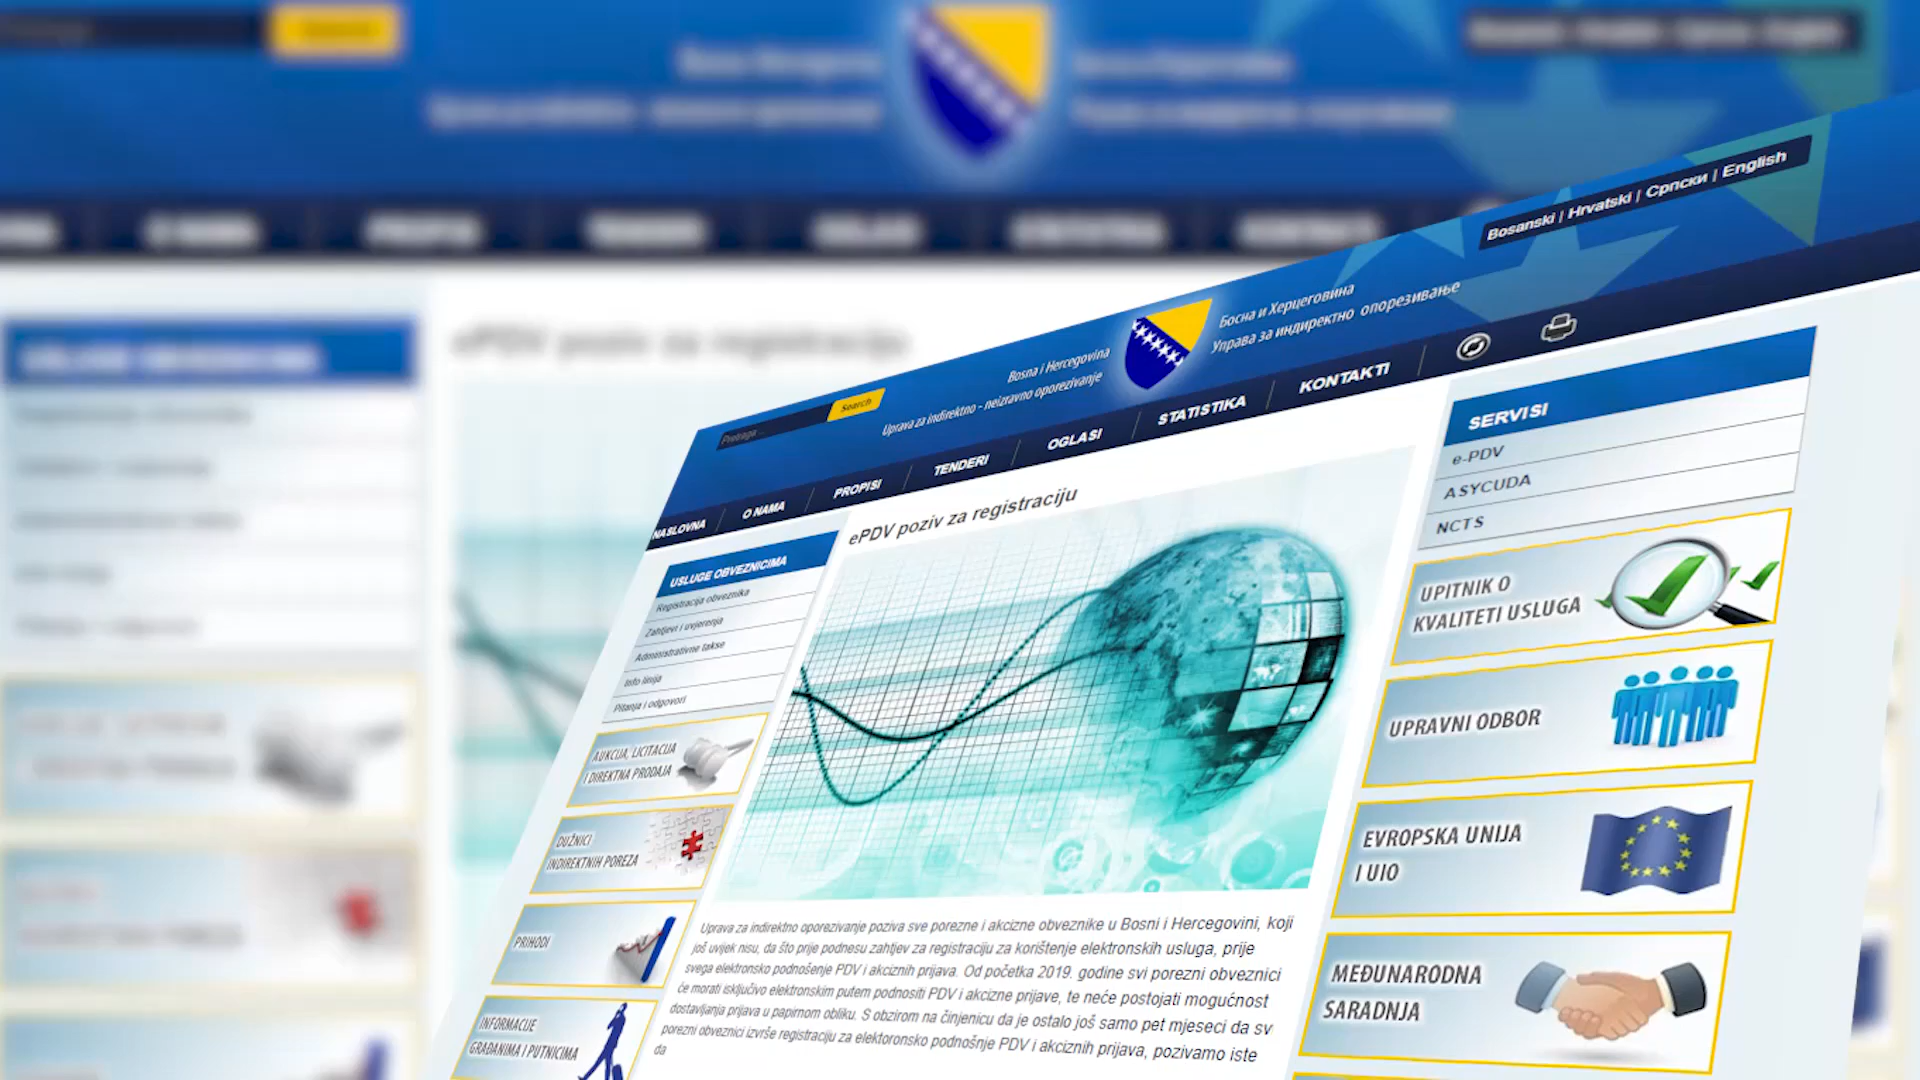 Bosanski | Hrvatski | Српски | English
Bosna i Hercegovina
Uprava za indirektno - neizravno oporezivanje
Босна и Херцеговина
Управа за индиректно опорезивање
Pretraga ...
Search
NASLOVNA
O NAMA
PROPISI
TENDERI
OGLASI
STATISTIKA
KONTAKTI
USLUGE OBVEZNICIMA
Registracija obveznika
Zahtjevi i uvjerenja
Administrativne takse
Info linija
Pitanja i odgovori
AUKCIJA, LICITACIJA
I DIREKTNA PRODAJA
DUŽNICI
INDIREKTNIH POREZA
PRIHODI
INFORMACIJE
GRAĐANIMA I PUTNICIMA
ePDV poziv za registraciju
Uprava za indirektno oporezivanje poziva sve porezne i akcizne obveznike u Bosni i Hercegovini, koji
još uvijek nisu, da što prije podnesu zahtjev za registraciju za korištenje elektronskih usluga, prije
svega elektronsko podnošenje PDV i akciznih prijava. Od početka 2019. godine svi porezni obveznici
će morati isključivo elektronskim putem podnositi PDV i akcizne prijave, te neće postojati mogućnost
dostavljanja prijava u papirnom obliku. S obzirom na činjenicu da je ostalo još samo pet mjeseci da sv
porezni obveznici izvrše registraciju za elektoronsko podnošnje PDV i akciznih prijava, pozivamo iste
da
SERVISI
e-PDV
ASYCUDA
NCTS
UPITNIK O
KVALITETI USLUGA
UPRAVNI ODBOR
EVROPSKA UNIJA
I UIO
MEĐUNARODNA
SARADNJA